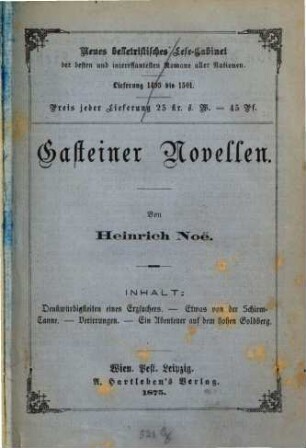 Neues belletristisches Lese-Cabinet
der besten und interessantesten Romane aller Nationen.
Lieferung 1495 bis 1501.
Preis jeder Lieferung 25 kr. ö. W. — 45 Pf.
Gasteiner Novellen.
Von
Heinrich Noë.
INHALT:
Denkwürdigkeiten eines Erzsuchers. — Etwas von der Schirm-
Tanne. — Verirrungen. — Ein Abenteuer auf dem hohen Goldberg.
Wien. Pest. Leipzig.
A. Hartleben's Verlag.
1875.